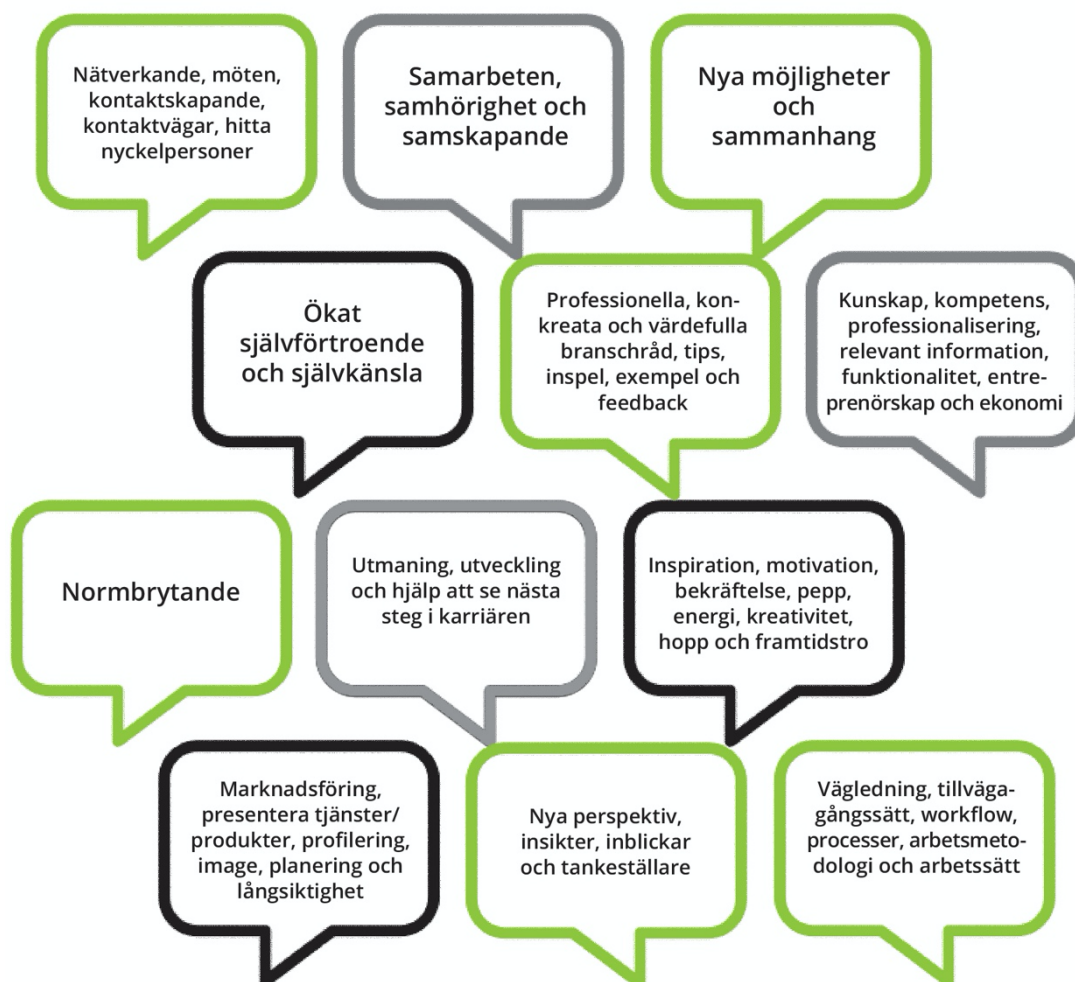 Nätverkande, möten,
kontaktskapande,
kontaktvägar, hitta
nyckelpersoner
Samarbeten,
samhörighet och
samskapande
Nya möjligheter
och
sammanhang
Ökat
självförtroende
och självkänsla
Professionella, kon-
kreata och värdefulla
branschråd, tips,
inspel, exempel och
feedback
Kunskap, kompetens,
professionalisering,
relevant information,
funktionalitet, entre-
prenörskap och ekonomi
Normbrytande
Utmaning, utveckling
och hjälp att se nästa
steg i karriären
Inspiration, motivation,
bekräftelse, pepp,
energi, kreativitet,
hopp och framtidstro
Marknadsföring,
presentera tjänster/
produkter, profilering,
image, planering och
långsiktighet
Nya perspektiv,
insikter, inblickar
och tankeställare
Vägledning, tillväga-
gångssätt, workflow,
processer, arbetsmeto-
dologi och arbetssätt